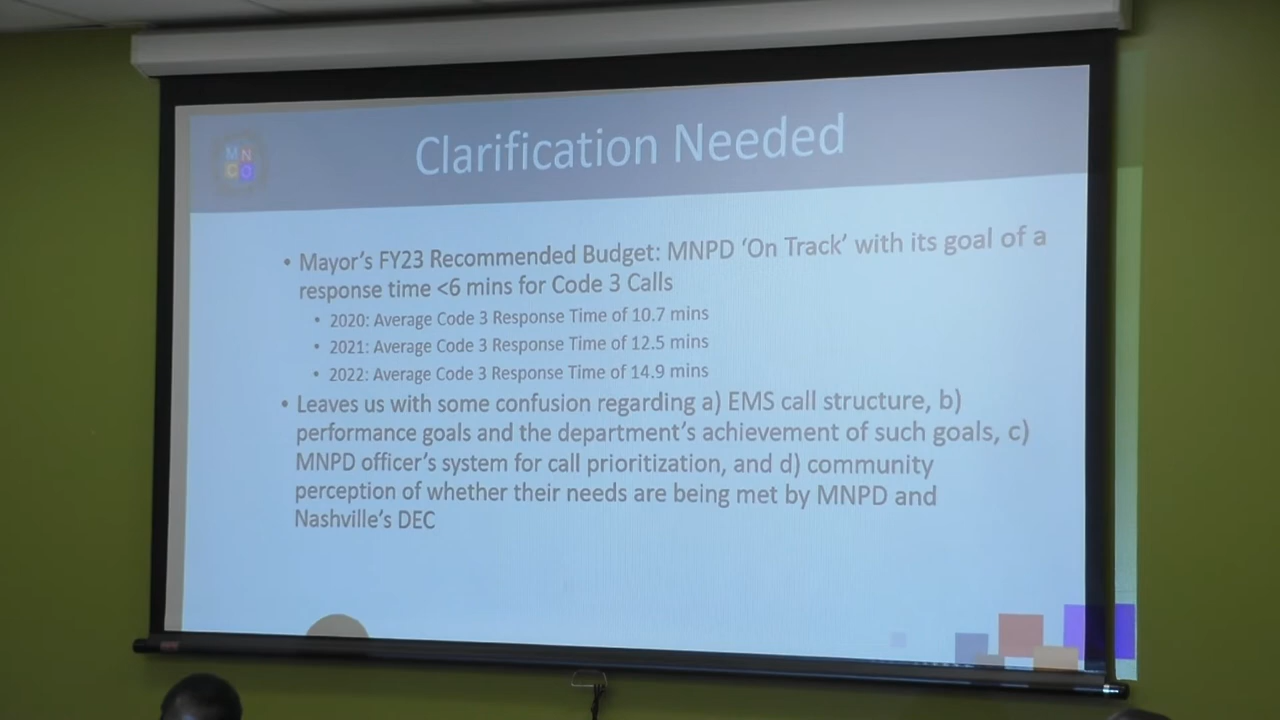 MN
CO
Clarification Needed
• Mayor's FY23 Recommended Budget: MNPD 'On Track' with its goal of a
response time <6 mins for Code 3 Calls
• 2020: Average Code 3 Response Time of 10.7 mins
• 2021: Average Code 3 Response Time of 12.5 mins
• 2022: Average Code 3 Response Time of 14.9 mins
• Leaves us with some confusion regarding a) EMS call structure, b)
performance goals and the department's achievement of such goals, c)
MNPD officer's system for call prioritization, and d) community
perception of whether their needs are being met by MNPD and
Nashville's DEC